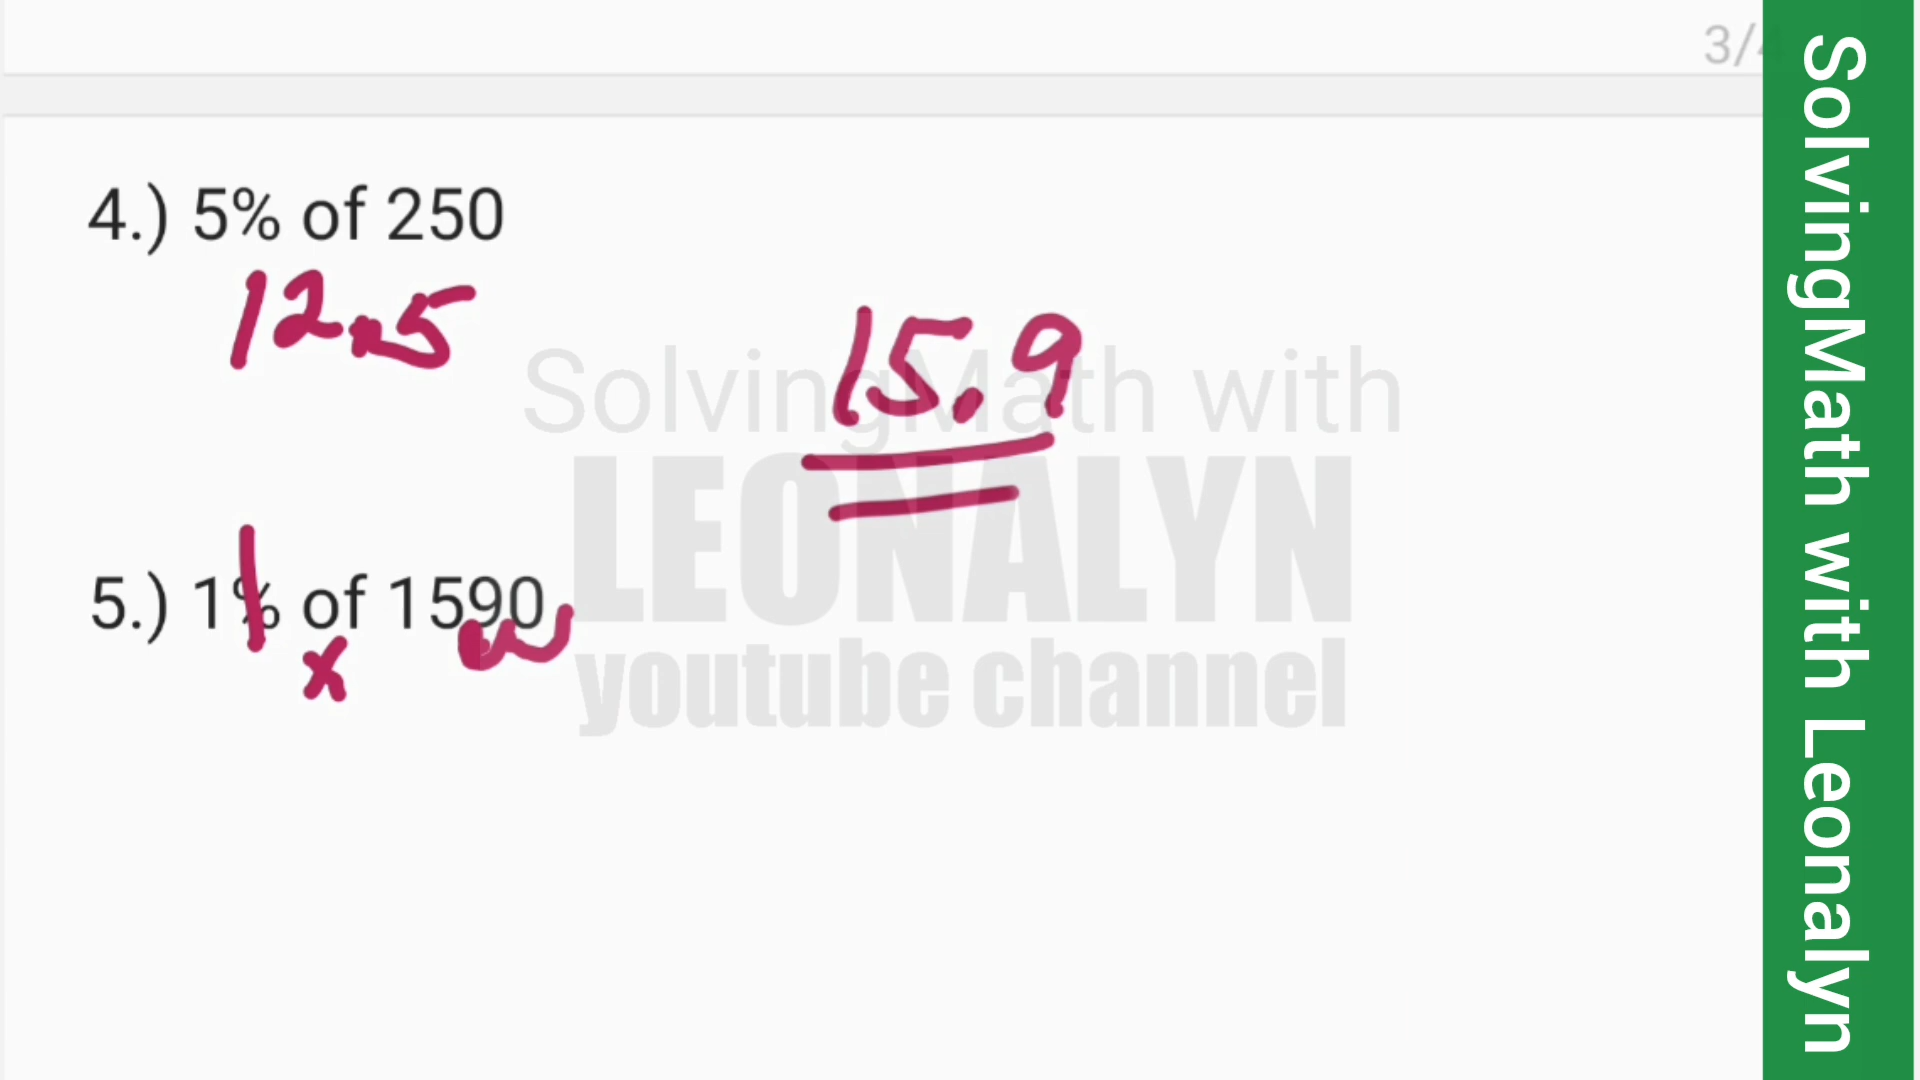 3/4
4.) 5% of 250
12.5
15.9
SolvingMath with
LEONALYN
youtube channel
5.) 1% of 1590
x
SolvingMath with Leonalyn